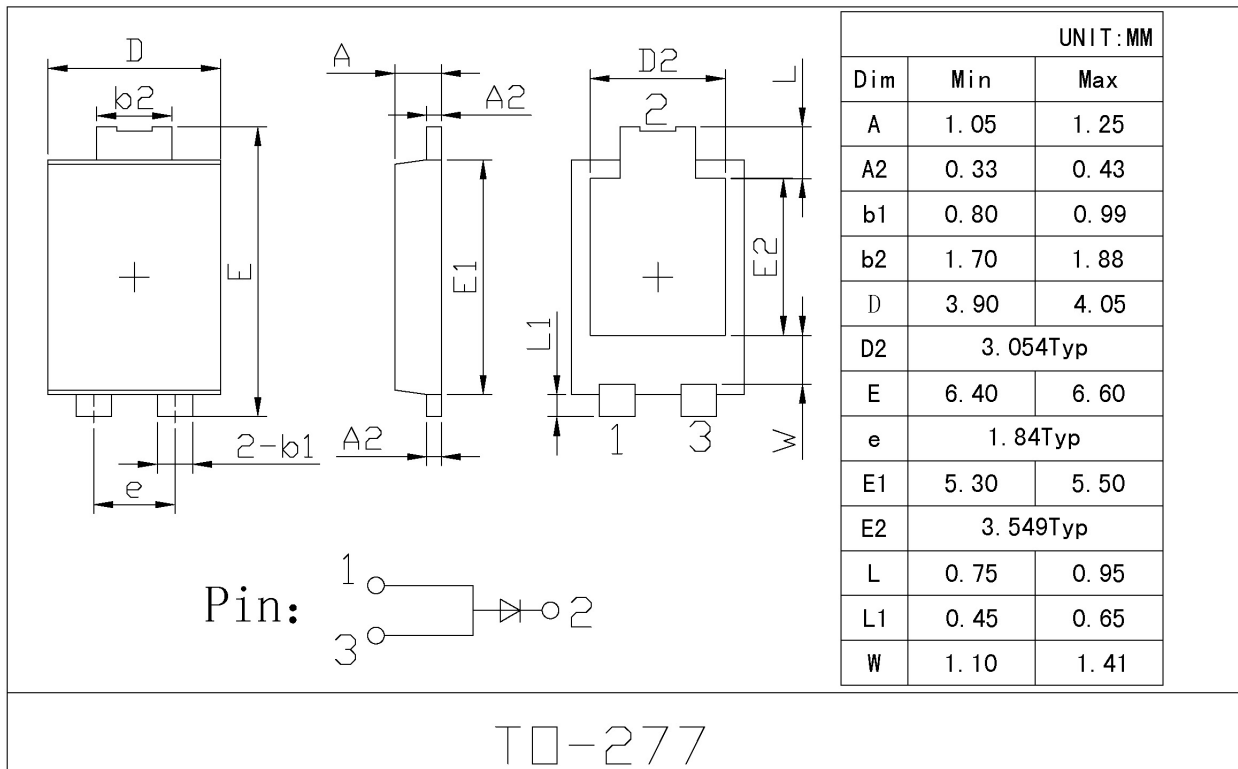 D
b2
E
2-b1
e
A
A2
E1
A2
D2
L
2
E2
L1
W
1
3
Pin:
1
3
2
UNIT:MM
Dim Min Max
A 1.05 1.25
A2 0.33 0.43
b1 0.80 0.99
b2 1.70 1.88
D 3.90 4.05
D2 3.054Typ
E 6.40 6.60
e 1.84Typ
E1 5.30 5.50
E2 3.549Typ
L 0.75 0.95
L1 0.45 0.65
W 1.10 1.41
TO-277